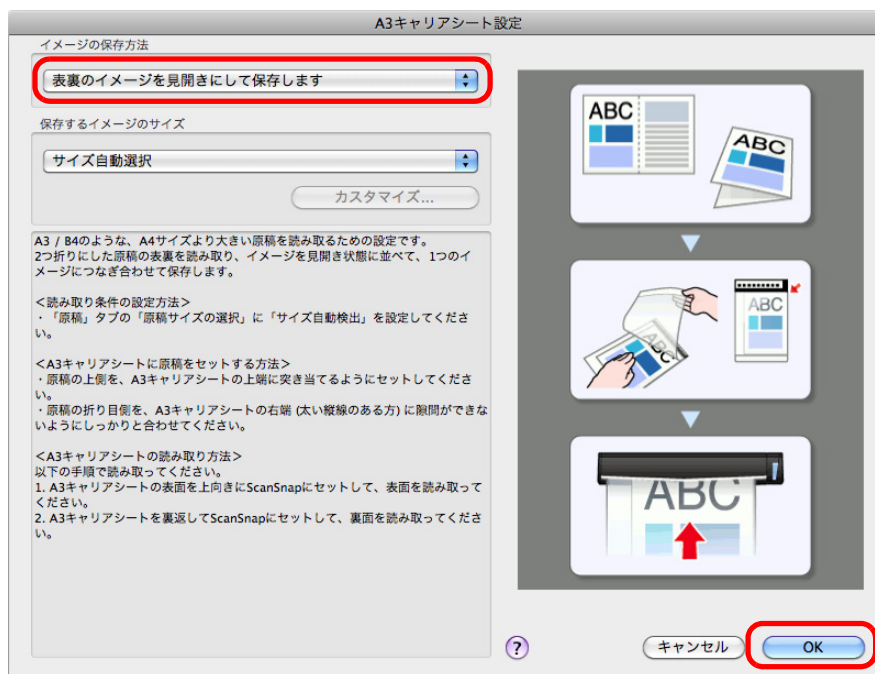 A3キャリアシート設定
イメージの保存方法
表裏のイメージを見開きにして保存します
保存するイメージのサイズ
サイズ自動選択
カスタマイズ...
A3 / B4のような、A4サイズより大きい原稿を読み取るための設定です。
2つ折りにした原稿の表裏を読み取り、イメージを見開き状態に並べて、1つのイ
メージにつなぎ合わせて保存します。
<読み取り条件の設定方法>
・「原稿」タブの「原稿サイズの選択」に「サイズ自動検出」を設定してくださ
い。
<A3キャリアシートに原稿をセットする方法>
・原稿の上側を、A3キャリアシートの上端に突き当てるようにセットしてくださ
い。
・原稿の折り目側を、A3キャリアシートの右端 (太い縦線のある方) に隙間ができな
いようにしっかりと合わせてください。
<A3キャリアシートの読み取り方法>
以下の手順で読み取ってください。
1. A3キャリアシートの表面を上向きにScanSnapにセットして、表面を読み取って
ください。
2. A3キャリアシートを裏返してScanSnapにセットして、裏面を読み取ってくださ
い。
ABC
ABC
ABC
ABC
ABC
?
キャンセル
OK